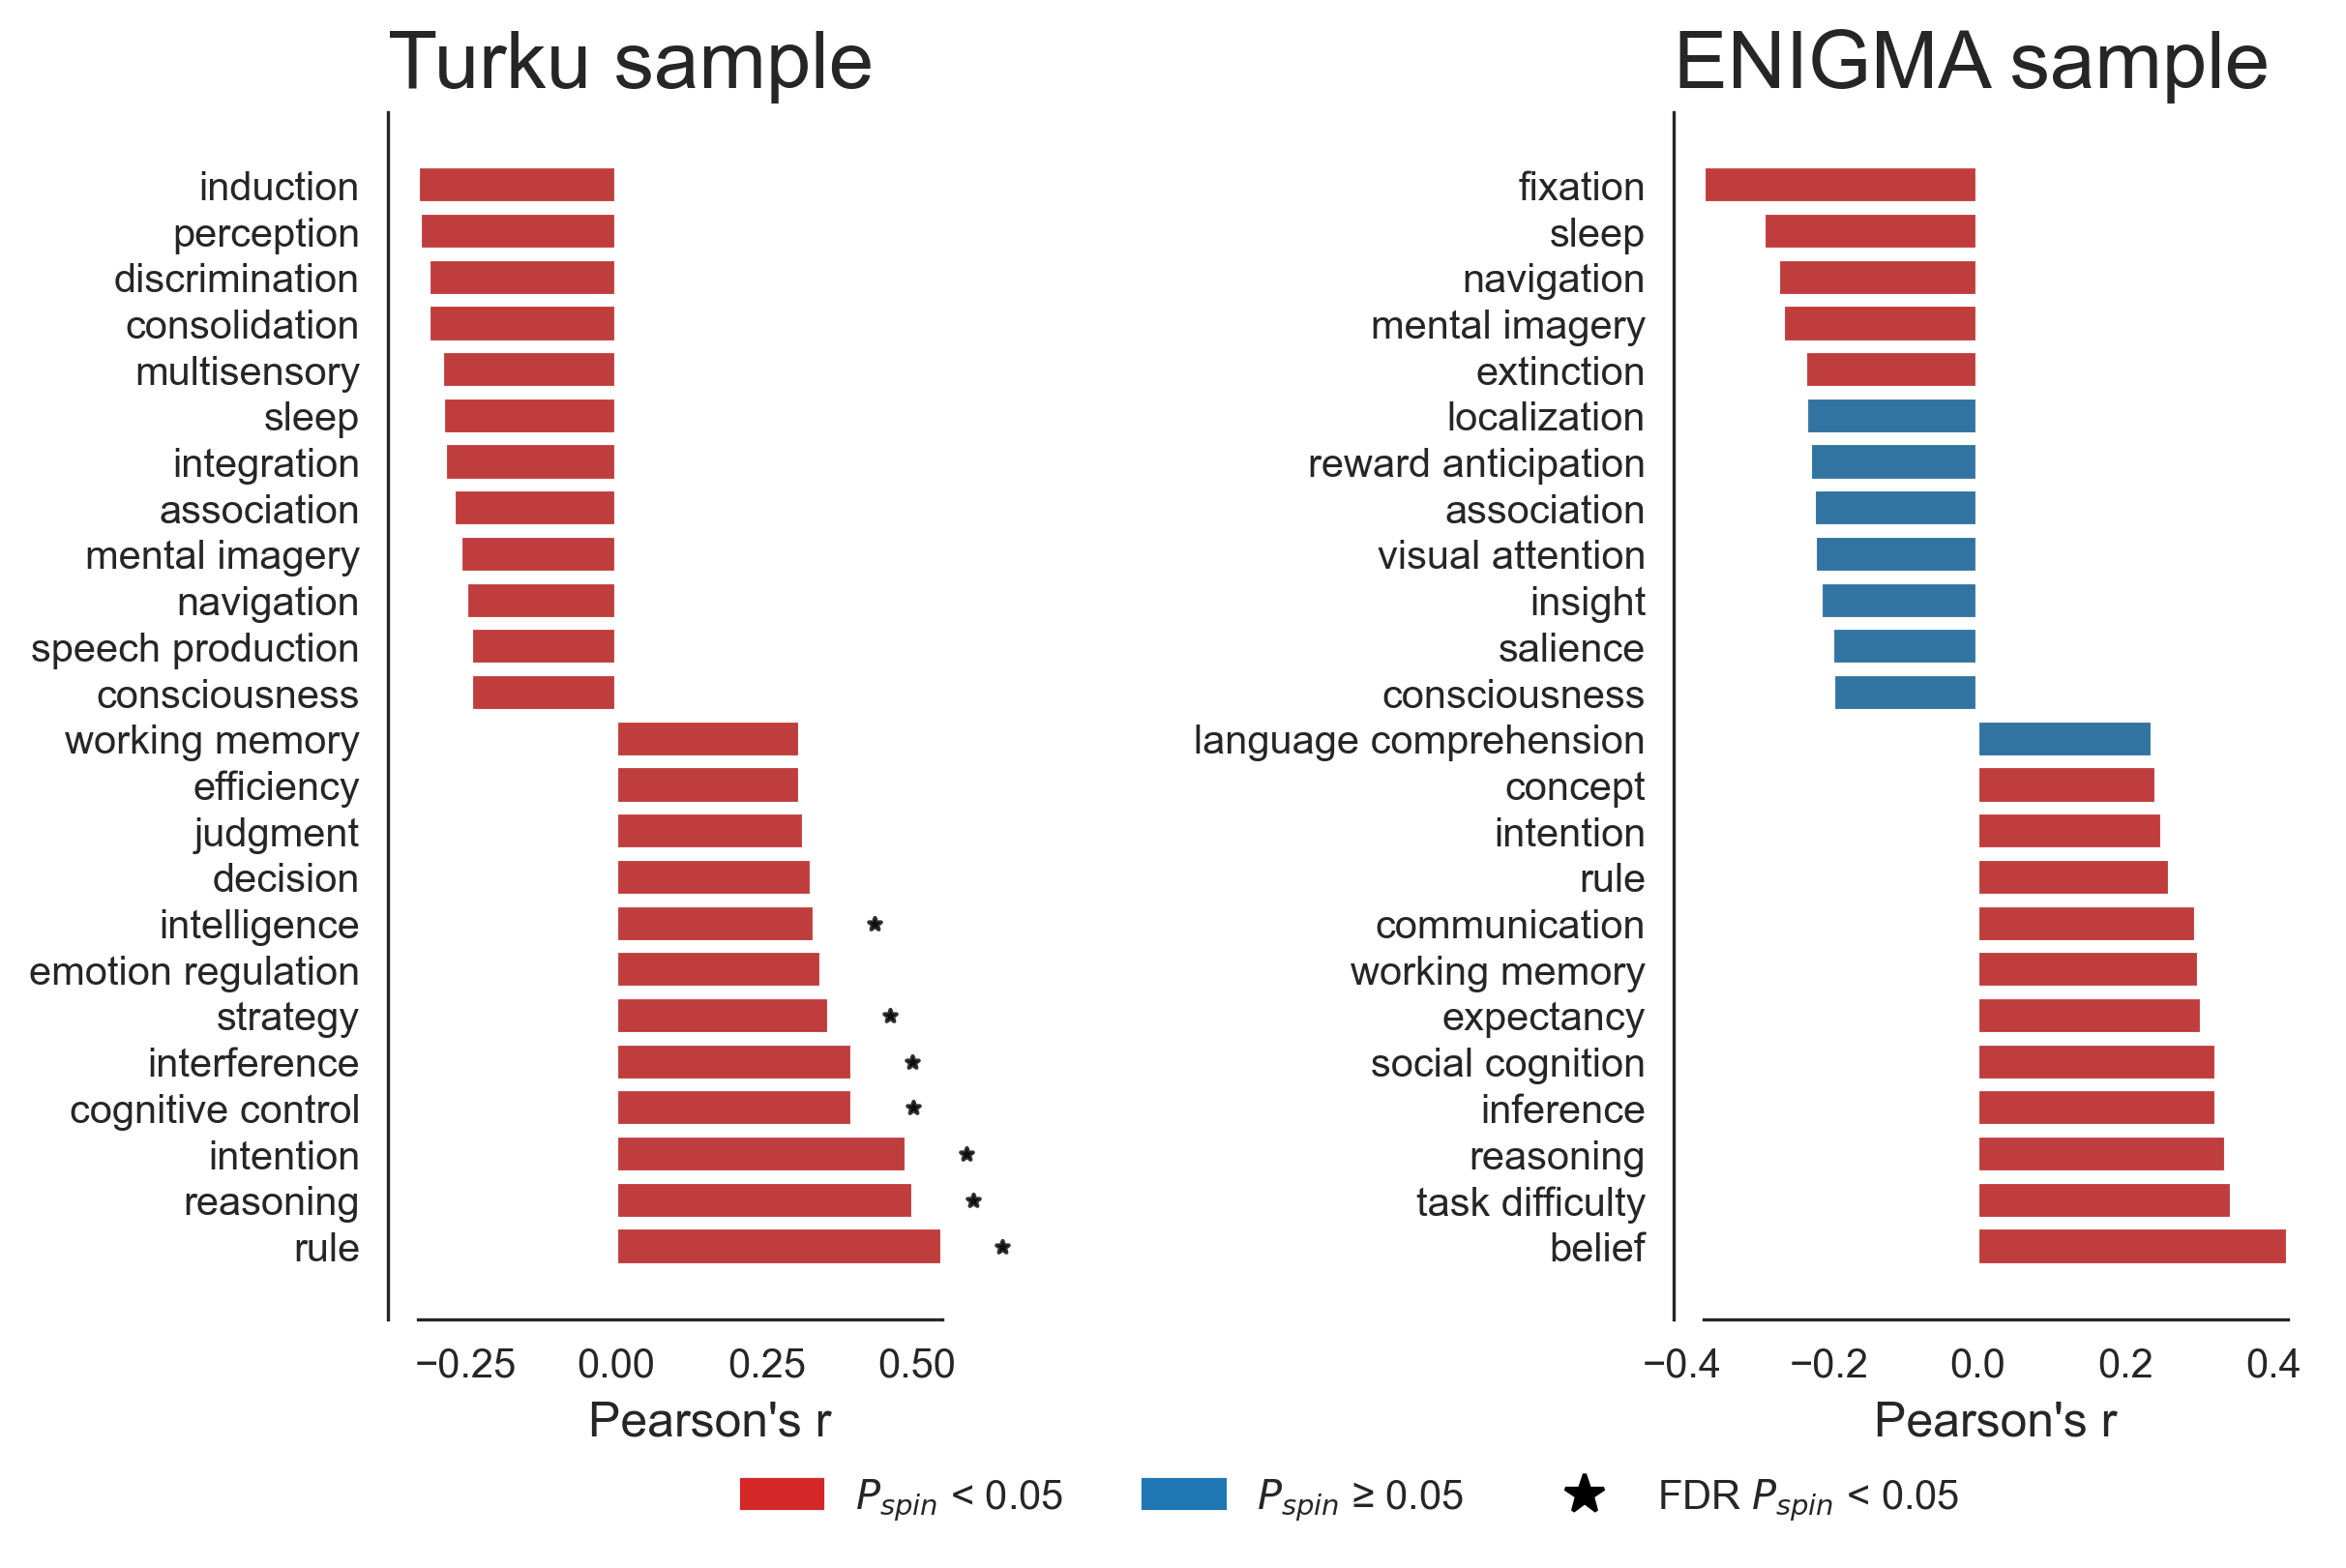 Turku sample
induction
perception
discrimination
consolidation
multisensory
sleep
integration
association
mental imagery
navigation
speech production
consciousness
working memory
efficiency
judgment
decision
intelligence
emotion regulation
strategy
interference
cognitive control
intention
reasoning
rule
−0.25 0.00 0.25 0.50
Pearson's r
ENIGMA sample
fixation
sleep
navigation
mental imagery
extinction
localization
reward anticipation
association
visual attention
insight
salience
consciousness
language comprehension
concept
intention
rule
communication
working memory
expectancy
social cognition
inference
reasoning
task difficulty
belief
−0.4 −0.2 0.0 0.2 0.4
Pearson's r
P_spin < 0.05 P_spin ≥ 0.05 FDR P_spin < 0.05